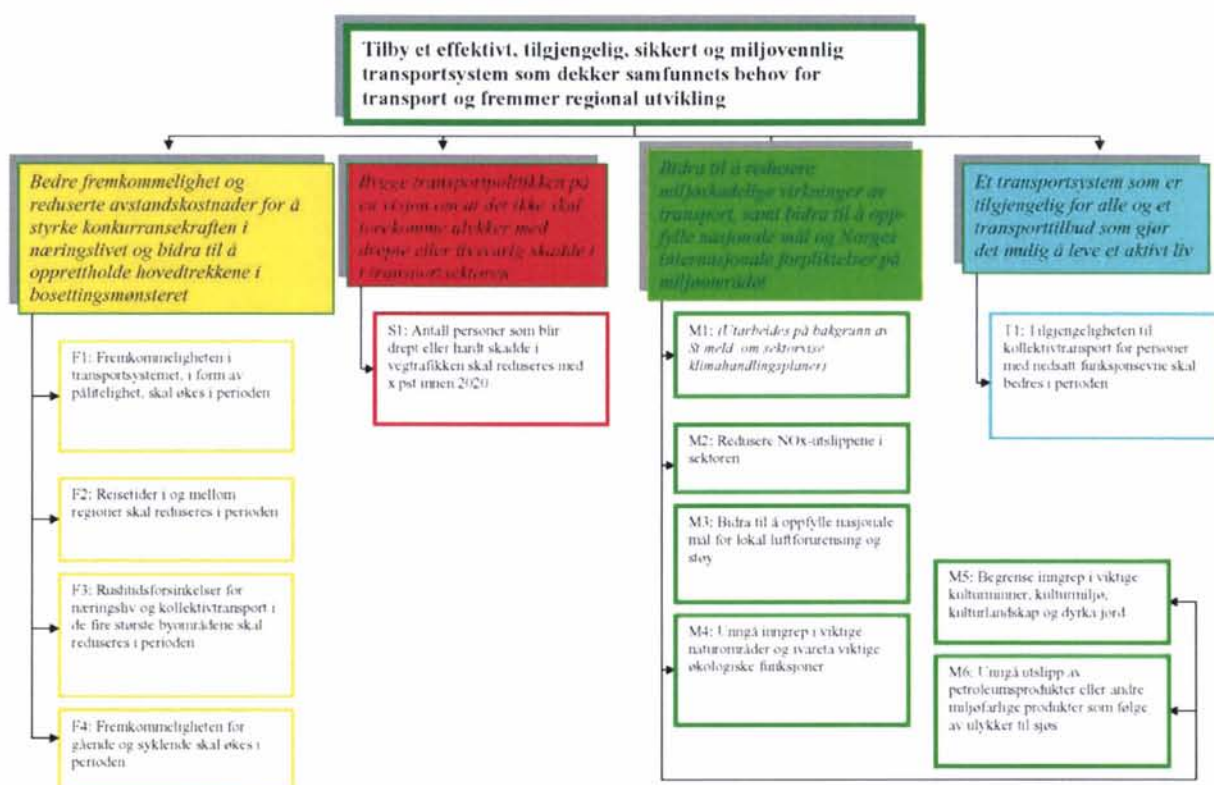 Tilby et effektivt, tilgjengelig, sikkert og miljøvennlig
transportsystem som dekker samfunnets behov for
transport og fremmer regional utvikling
Bedre fremkommelighet og
reduserte avstandskostnader for å
styrke konkurransekraften i
næringslivet og bidra til å
opprettholde hovedtrekkene i
bosettingsmønsteret
F1: Fremkommeligheten i
transportsystemet, i form av
pålitelighet, skal økes i perioden
F2: Reisetider i og mellom
regioner skal reduseres i perioden
F3: Rushtidsforsinkelser for
næringsliv og kollektivtransport i
de fire største byområdene skal
reduseres i perioden
F4: Fremkommeligheten for
gående og syklende skal økes i
perioden
Bygge transportpolitikken på
en visjon om at det ikke skal
forekomme ulykker med
drepte eller livsvarig skadde i
i transportsektoren
S1: Antall personer som blir
drept eller hardt skadde i
vegtrafikken skal reduseres med
x pst innen 2020
Bidra til å redusere
miljøskadelige virkninger av
transport, samt bidra til å opp-
fylle nasjonale mål og Norges
internasjonale forpliktelser på
miljøområdet
M1: (Utarbeides på bakgrunn av
St meld om sektorvise
klimahandlingsplaner)
M2: Redusere NOx-utslippene i
sektoren
M3: Bidra til å oppfylle nasjonale
mål for lokal luftforurensing og
støy
M4: Unngå inngrep i viktige
naturområder og ivareta viktige
økologiske funksjoner
M5: Begrense inngrep i viktige
kulturminner, kulturmiljø,
kulturlandskap og dyrka jord
M6: Unngå utslipp av
petroleumsprodukter eller andre
miljøfarlige produkter som følge
av ulykker til sjøs
Et transportsystem som er
tilgjengelig for alle og et
transporttilbud som gjør
det mulig å leve et aktivt liv
T1: Tilgjengeligheten til
kollektivtransport for personer
med nedsatt funksjonsevne skal
bedres i perioden